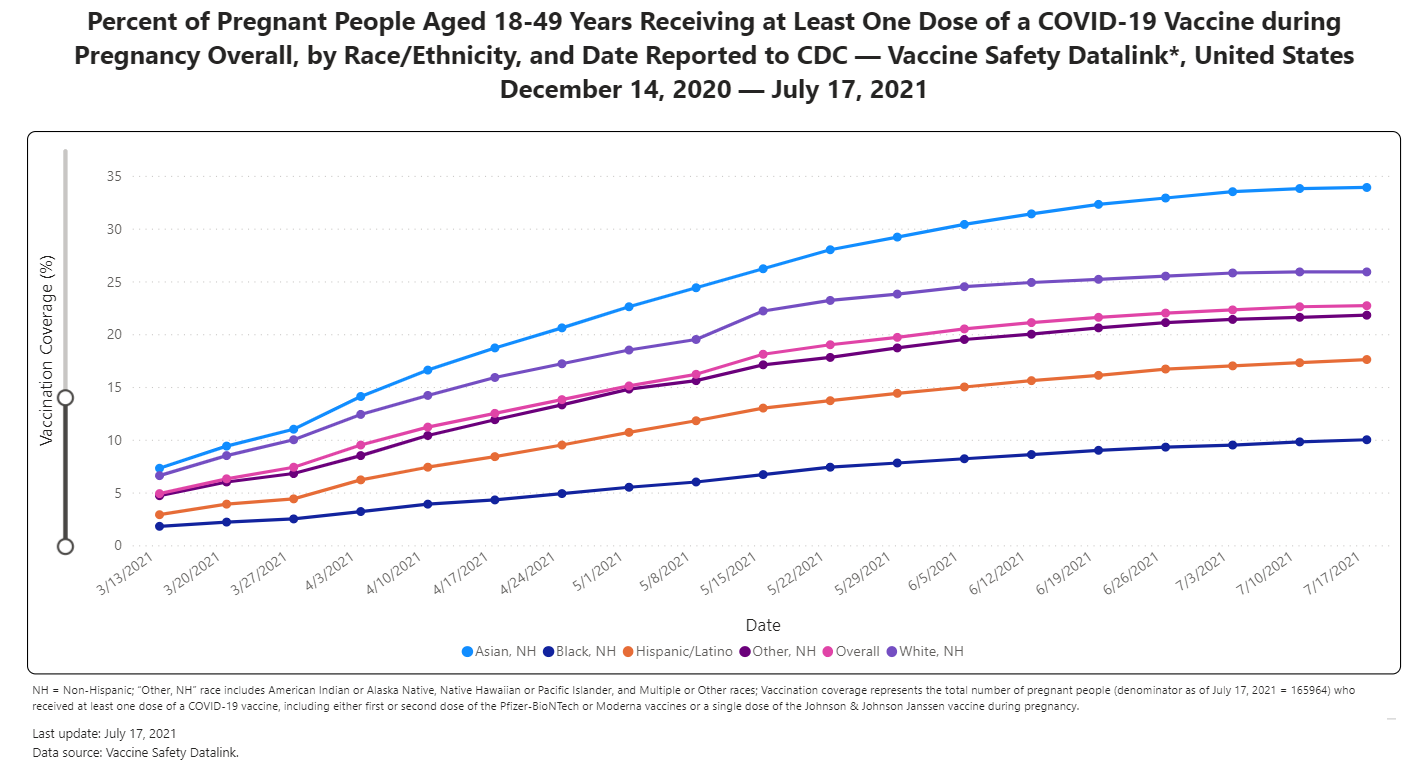 Percent of Pregnant People Aged 18-49 Years Receiving at Least One Dose of a COVID-19 Vaccine during
Pregnancy Overall, by Race/Ethnicity, and Date Reported to CDC — Vaccine Safety Datalink*, United States
December 14, 2020 — July 17, 2021
Vaccination Coverage (%)
35
30
25
20
15
10
5
0
3/13/2021
3/20/2021
3/27/2021
4/3/2021
4/10/2021
4/17/2021
4/24/2021
5/1/2021
5/8/2021
5/15/2021
5/22/2021
5/29/2021
6/5/2021
6/12/2021
6/19/2021
6/26/2021
7/3/2021
7/10/2021
7/17/2021
Date
Asian, NH Black, NH Hispanic/Latino Other, NH Overall White, NH
NH = Non-Hispanic; “Other, NH” race includes American Indian or Alaska Native, Native Hawaiian or Pacific Islander, and Multiple or Other races; Vaccination coverage represents the total number of pregnant people (denominator as of July 17, 2021 = 165964) who
received at least one dose of a COVID-19 vaccine, including either first or second dose of the Pfizer-BioNTech or Moderna vaccines or a single dose of the Johnson & Johnson Janssen vaccine during pregnancy.
Last update: July 17, 2021
Data source: Vaccine Safety Datalink.